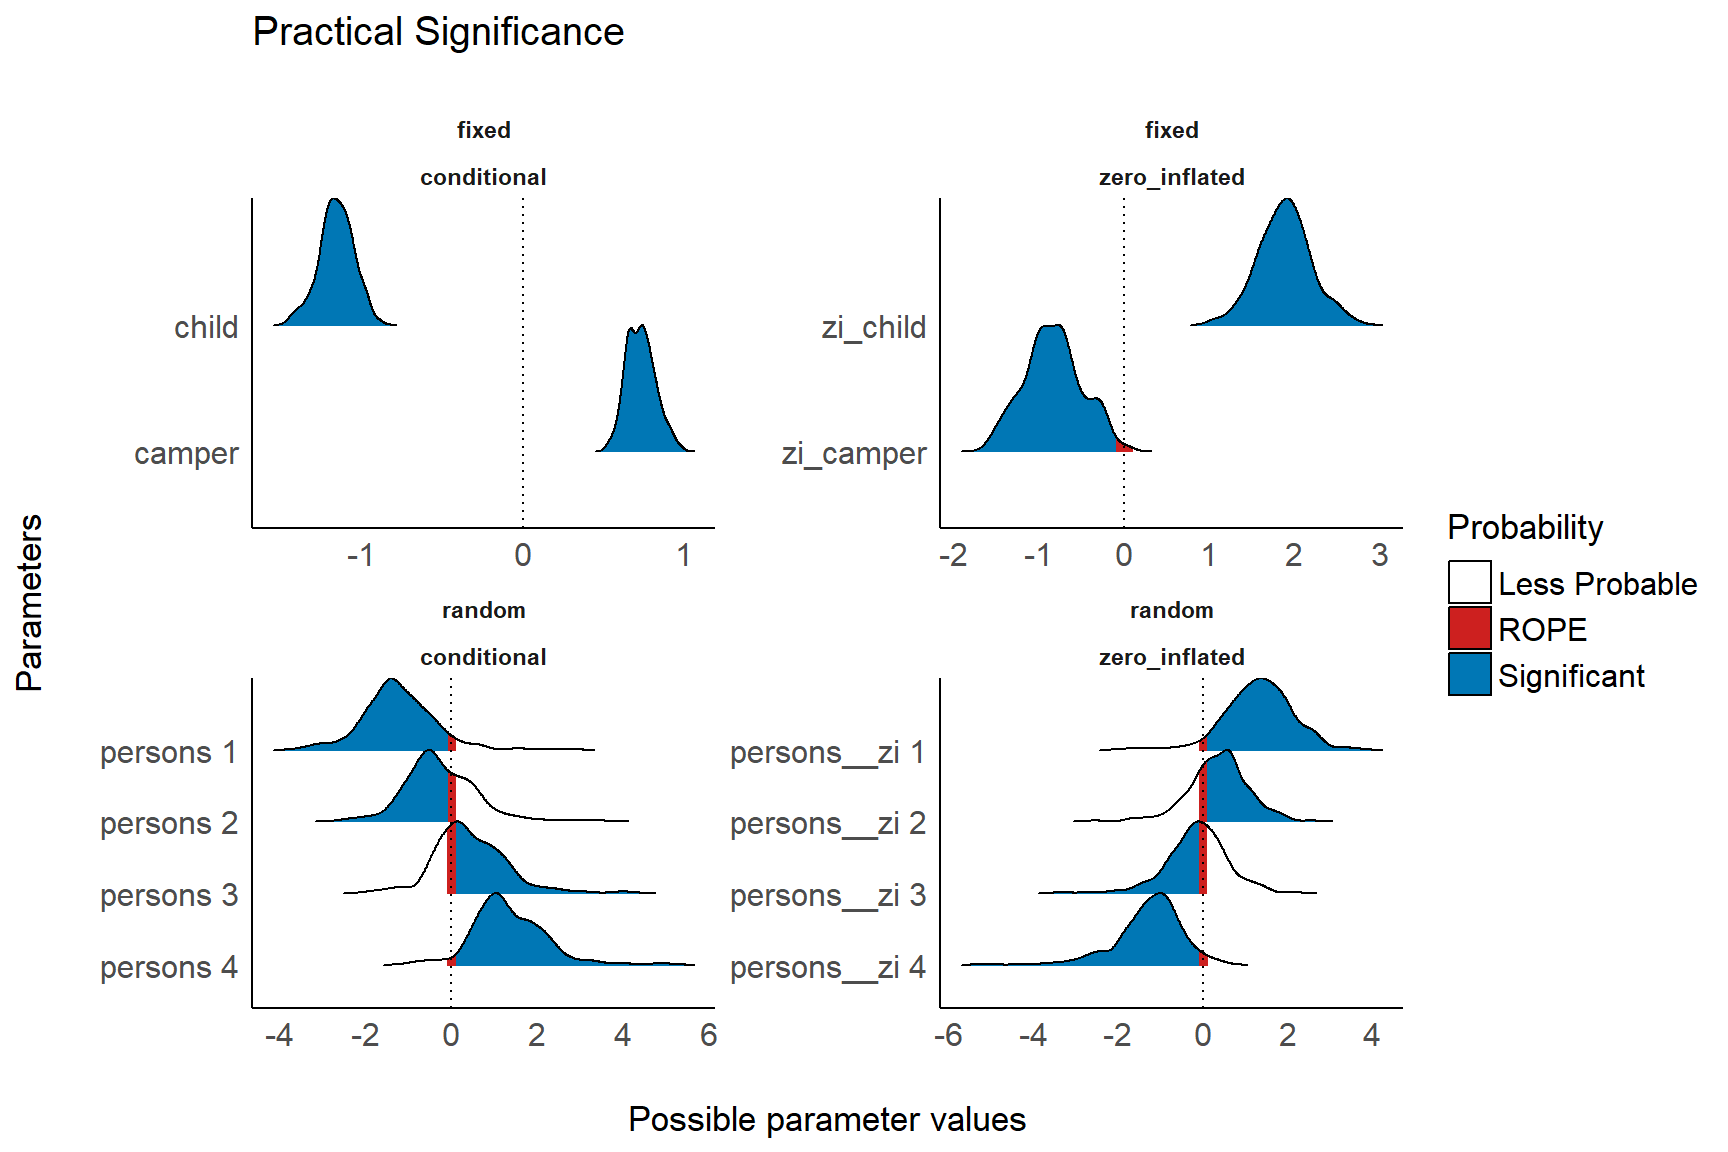 Practical Significance
fixed
conditional
child
camper
-1 0 1
fixed
zero_inflated
zi_child
zi_camper
-2 -1 0 1 2 3
random
conditional
persons 1
persons 2
persons 3
persons 4
-4 -2 0 2 4 6
random
zero_inflated
persons__zi 1
persons__zi 2
persons__zi 3
persons__zi 4
-6 -4 -2 0 2 4
Parameters
Possible parameter values
Probability
Less Probable
ROPE
Significant